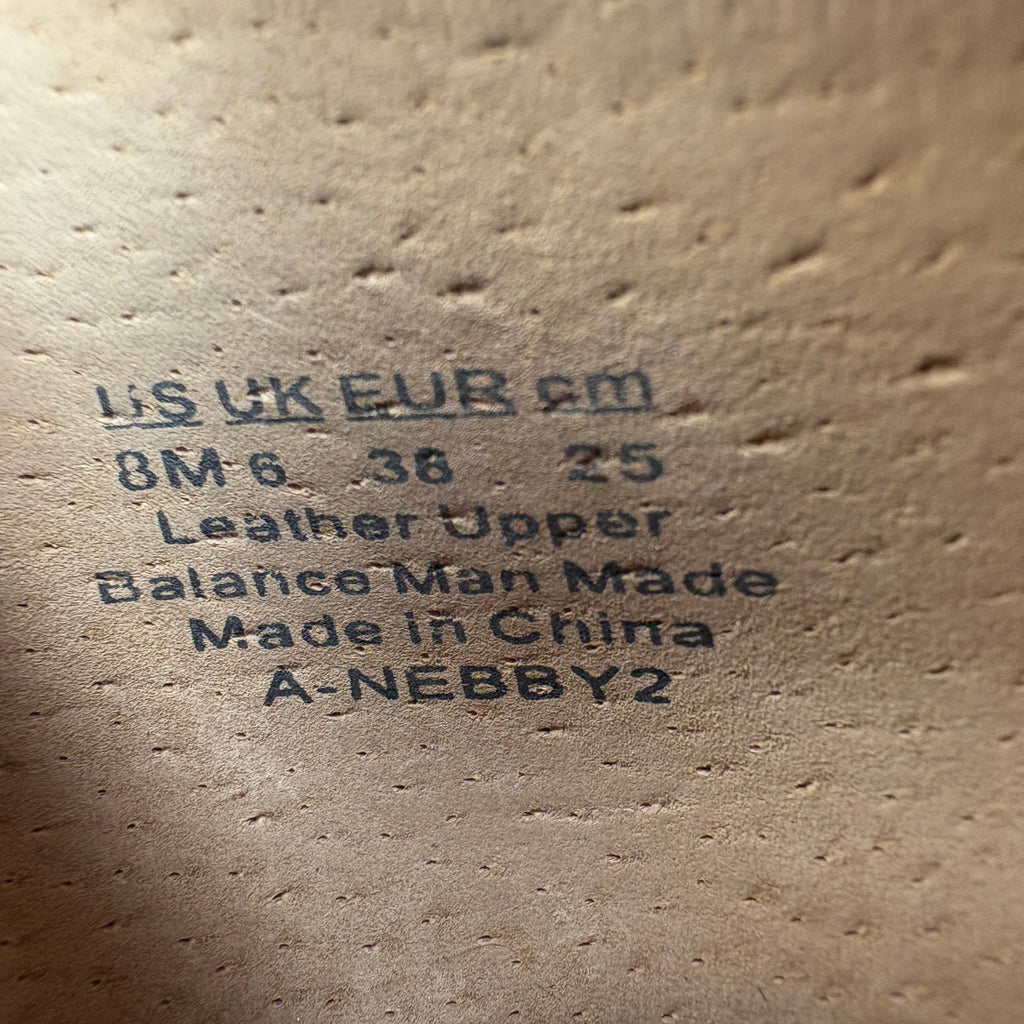 US UK EUR cm
8M 6 38 25
Leather Upper
Balance Man Made
Made in China
A-NEBBY2